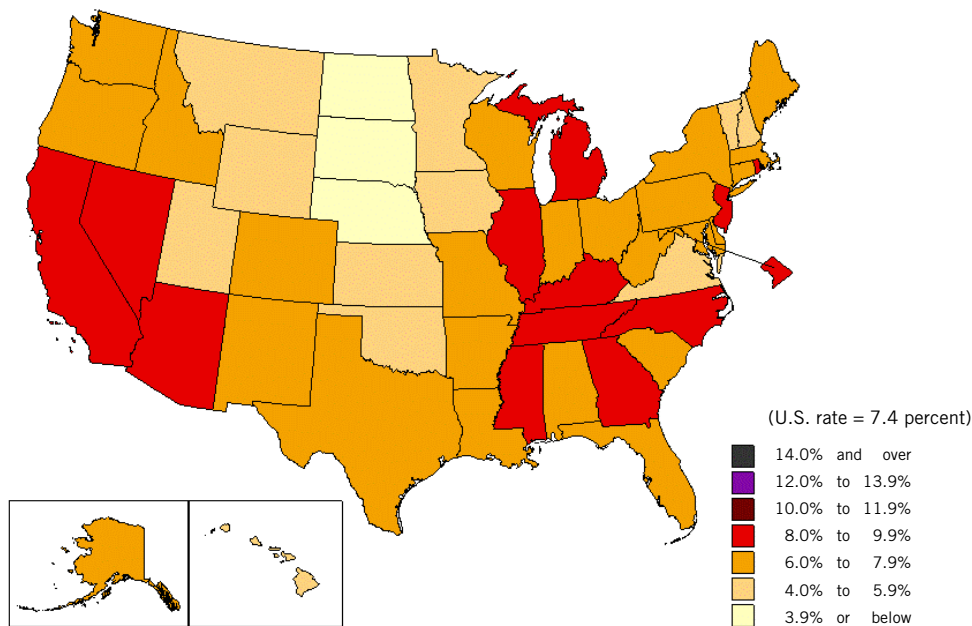 (U.S. rate = 7.4 percent)
14.0% and over
12.0% to 13.9%
10.0% to 11.9%
8.0% to 9.9%
6.0% to 7.9%
4.0% to 5.9%
3.9% or below